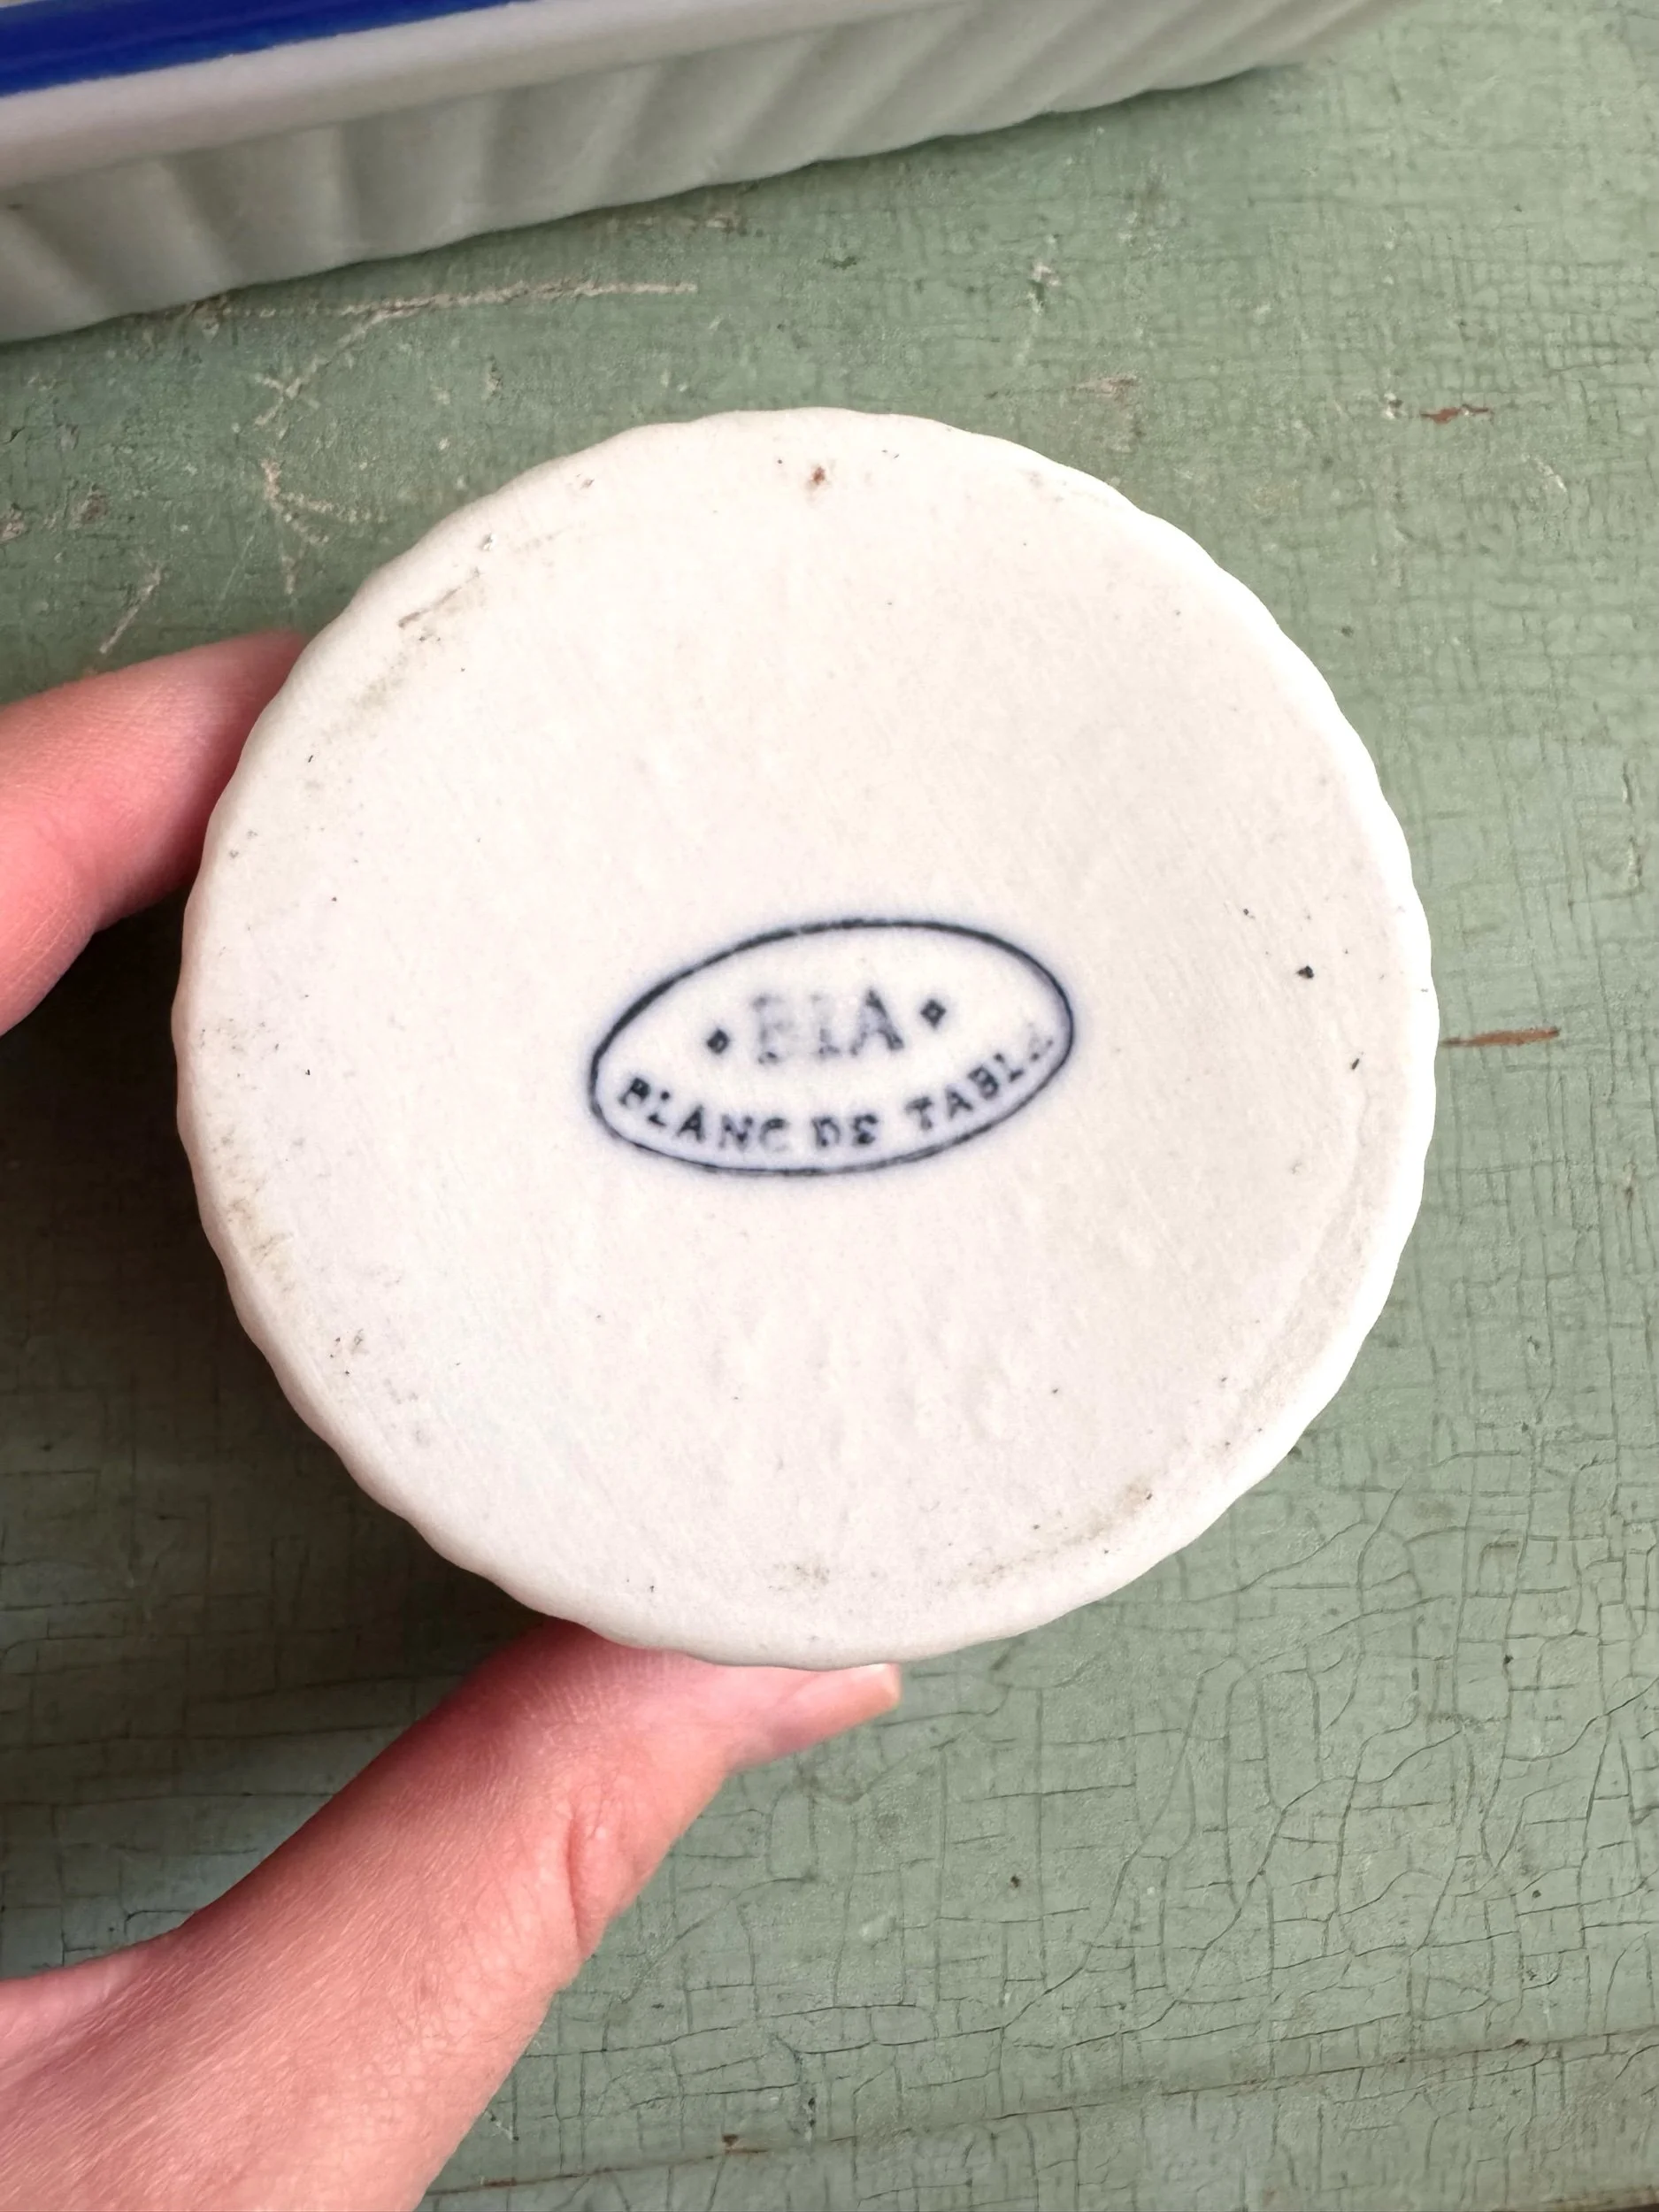 • BIA •
BLANC DE TABLE